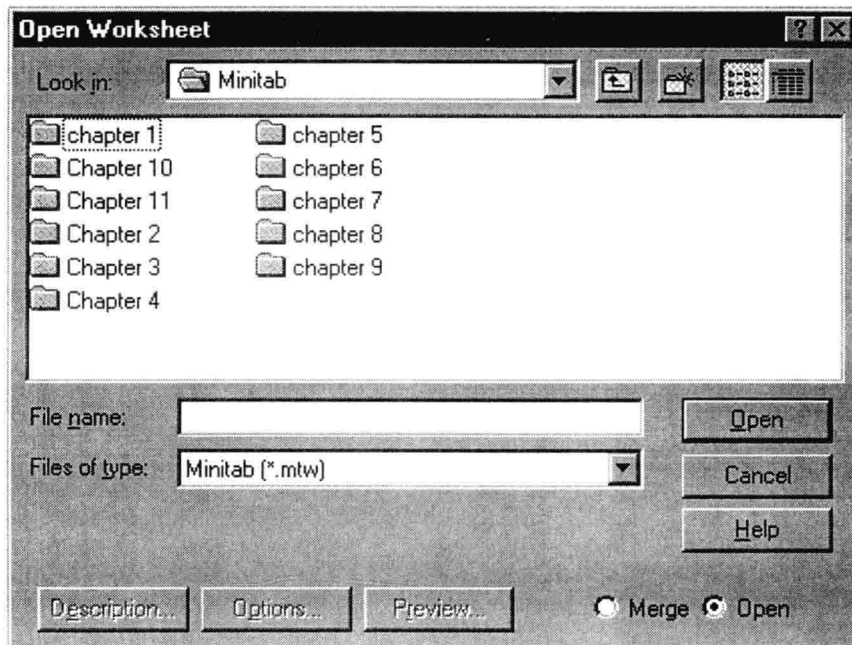 Open Worksheet
Look in: Minitab
chapter 1 chapter 5
Chapter 10 chapter 6
Chapter 11 chapter 7
Chapter 2 chapter 8
Chapter 3 chapter 9
Chapter 4
File name: Open
Files of type: Minitab (*.mtw) Cancel
Help
Description... Options... Preview... Merge Open